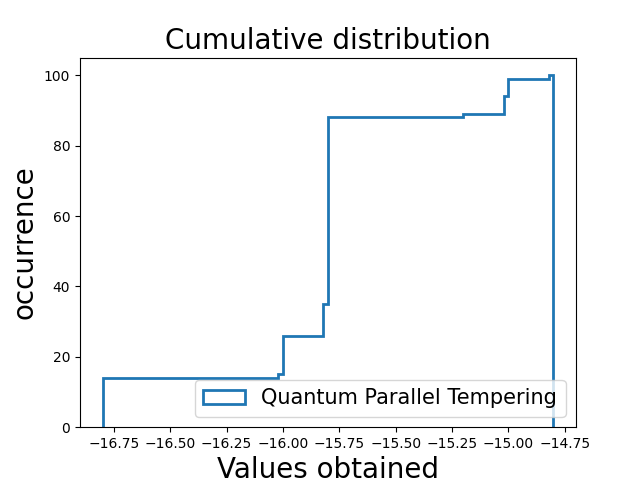 Cumulative distribution
occurrence
100
80
60
40
20
0
Quantum Parallel Tempering
−16.75 −16.50 −16.25 −16.00 −15.75 −15.50 −15.25 −15.00 −14.75
Values obtained